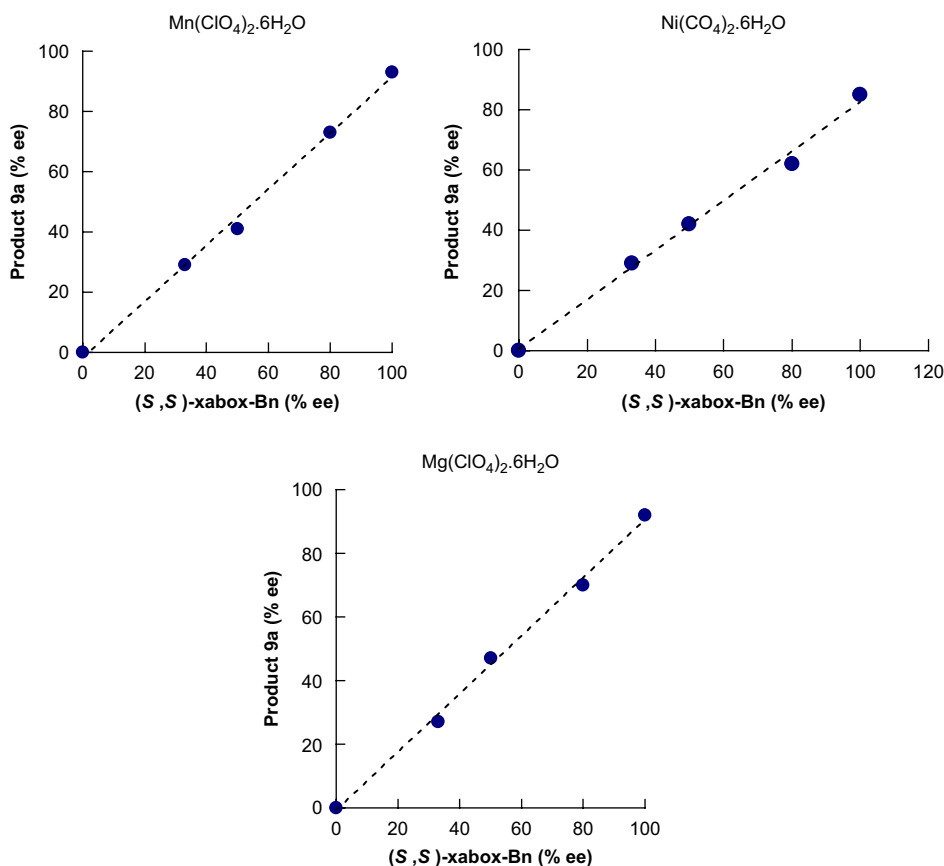 Mn(ClO4)2.6H2O
100
80
60
40
20
0
Product 9a (% ee)
0 20 40 60 80 100
(S ,S )-xabox-Bn (% ee)
Ni(CO4)2.6H2O
100
80
60
40
20
0
Product 9a (% ee)
0 20 40 60 80 100 120
(S ,S )-xabox-Bn (% ee)
Mg(ClO4)2.6H2O
100
80
60
40
20
0
Product 9a (% ee)
0 20 40 60 80 100
(S ,S )-xabox-Bn (% ee)